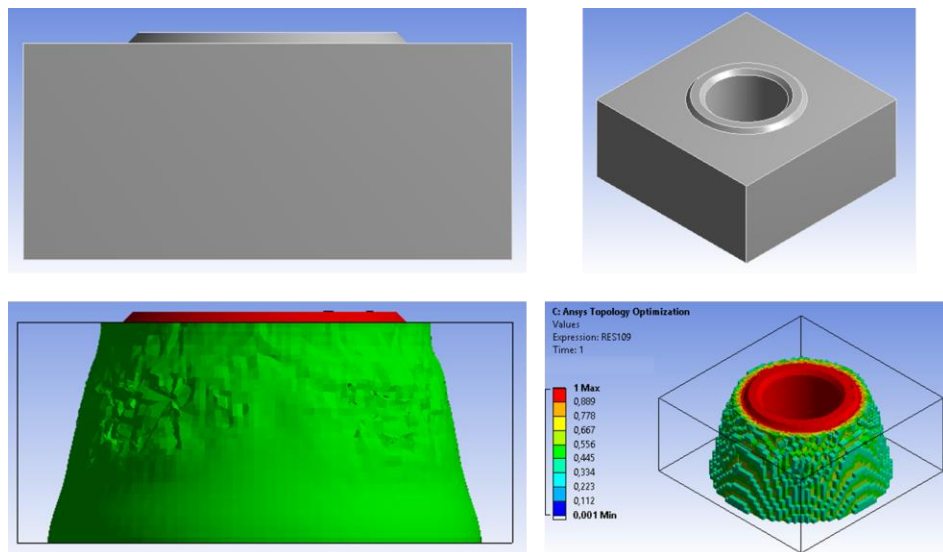 C: Ansys Topology Optimization
Values
Expression: RES109
Time: 1
1 Max
0,889
0,778
0,667
0,556
0,445
0,334
0,223
0,112
0,001 Min